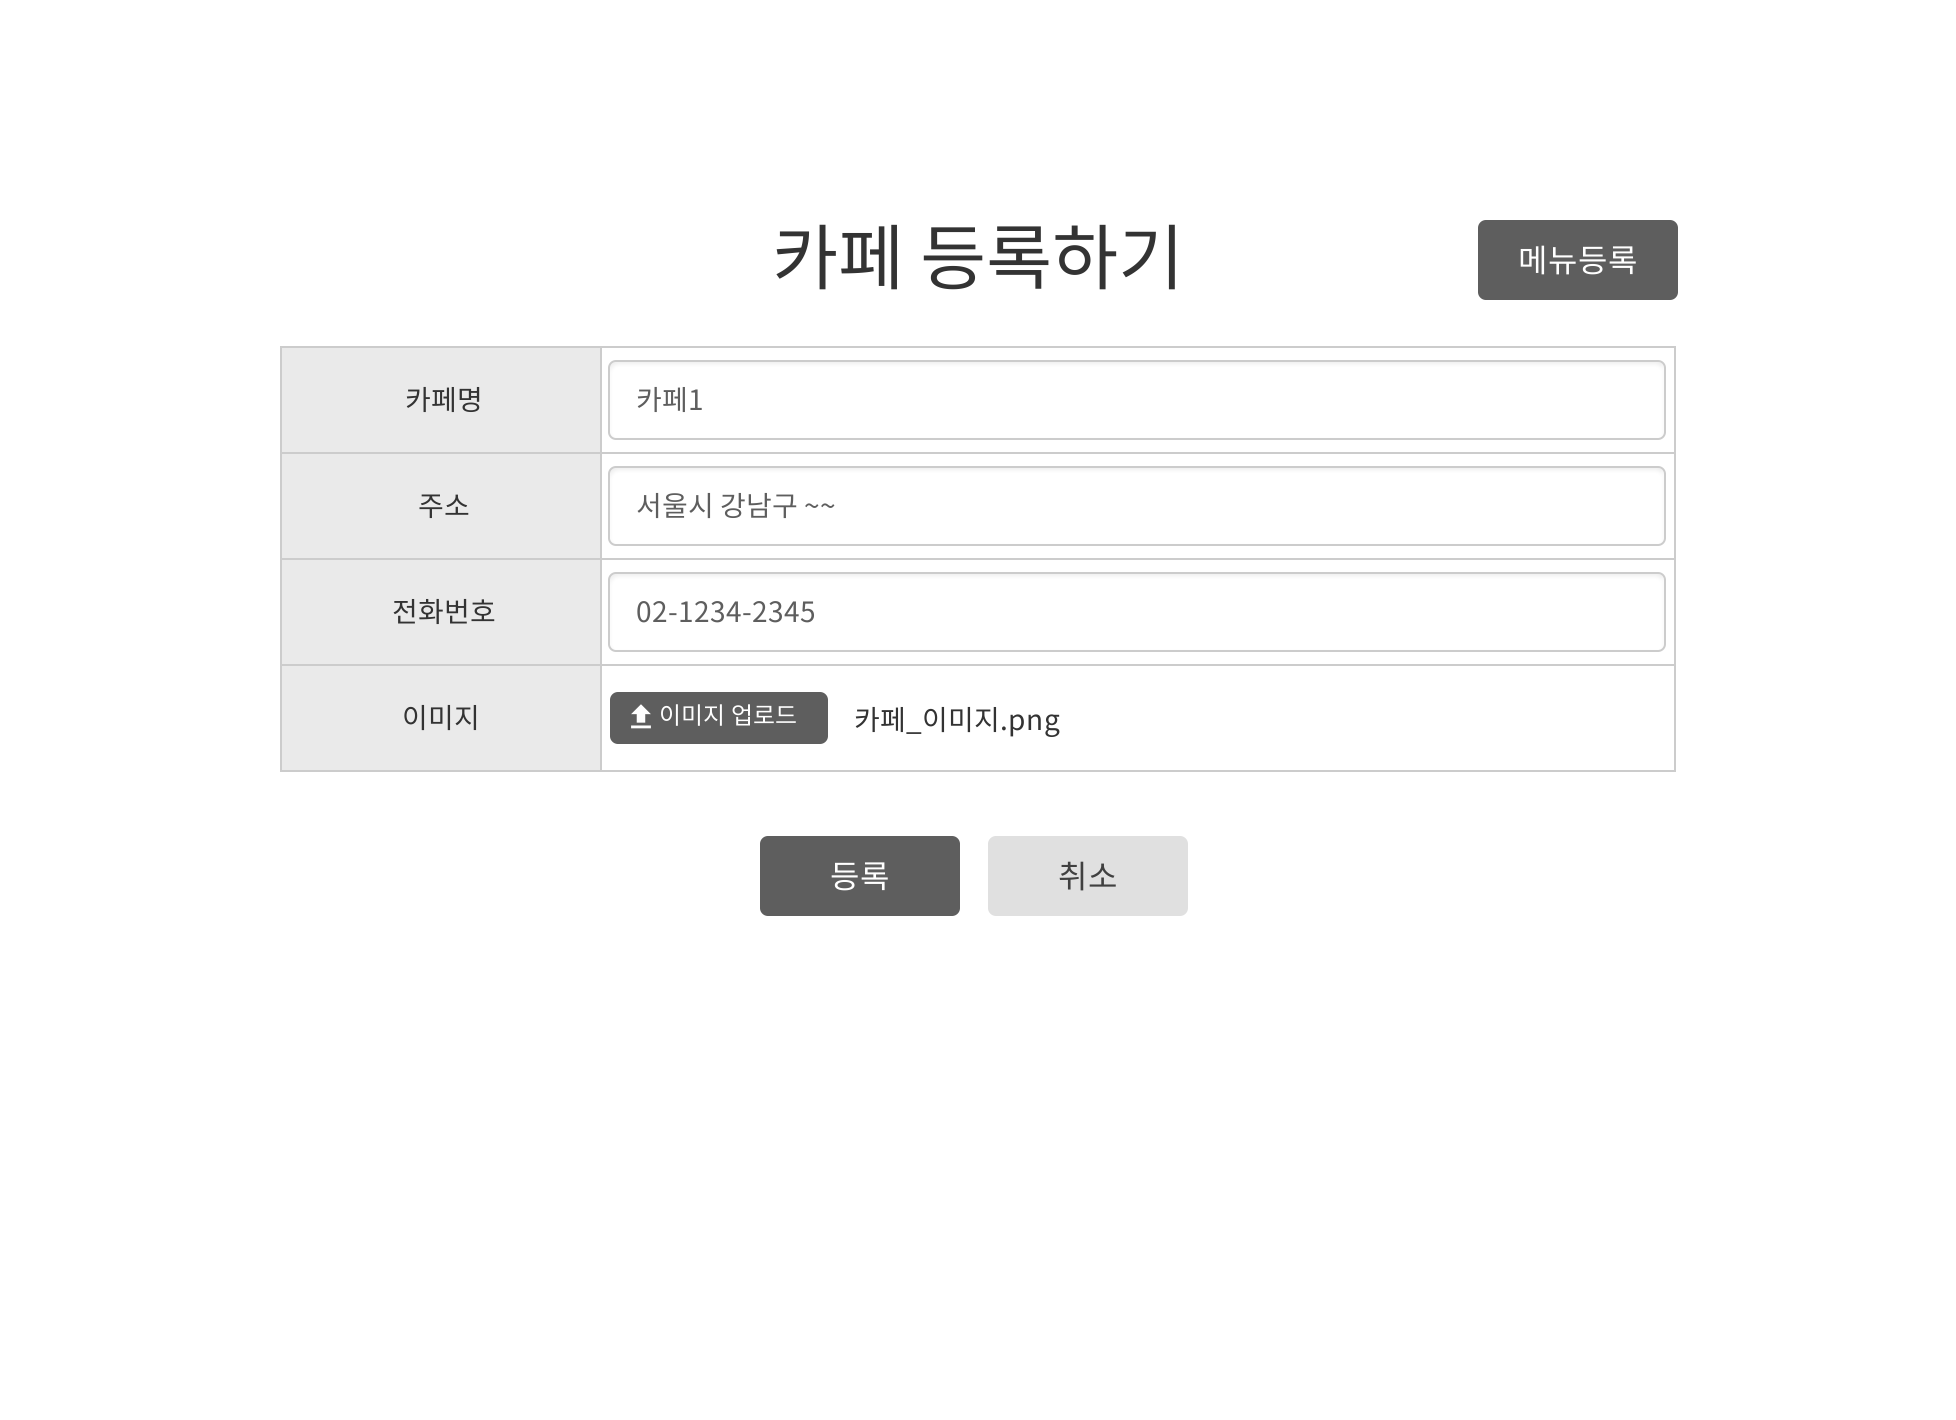 카페 등록하기
메뉴등록
카페명
카페1
주소
서울시 강남구 ~~
전화번호
02-1234-2345
이미지
이미지 업로드
카페_이미지.png
등록
취소